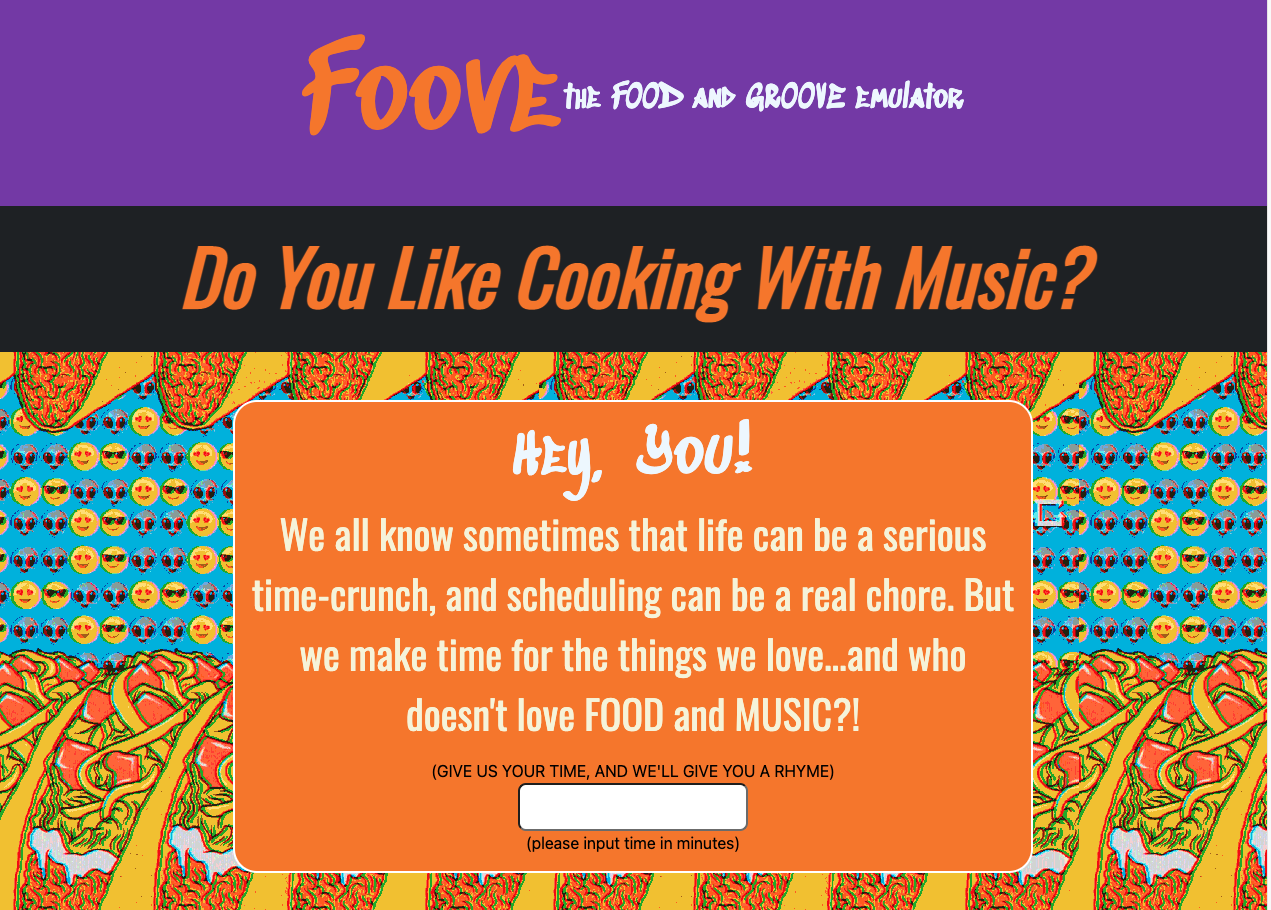 Foove the FOOD and GROOVE emulator
Do You Like Cooking With Music?
Hey, You!
We all know sometimes that life can be a serious
time-crunch, and scheduling can be a real chore. But
we make time for the things we love...and who
doesn't love FOOD and MUSIC?!
(GIVE US YOUR TIME, AND WE'LL GIVE YOU A RHYME)
(please input time in minutes)